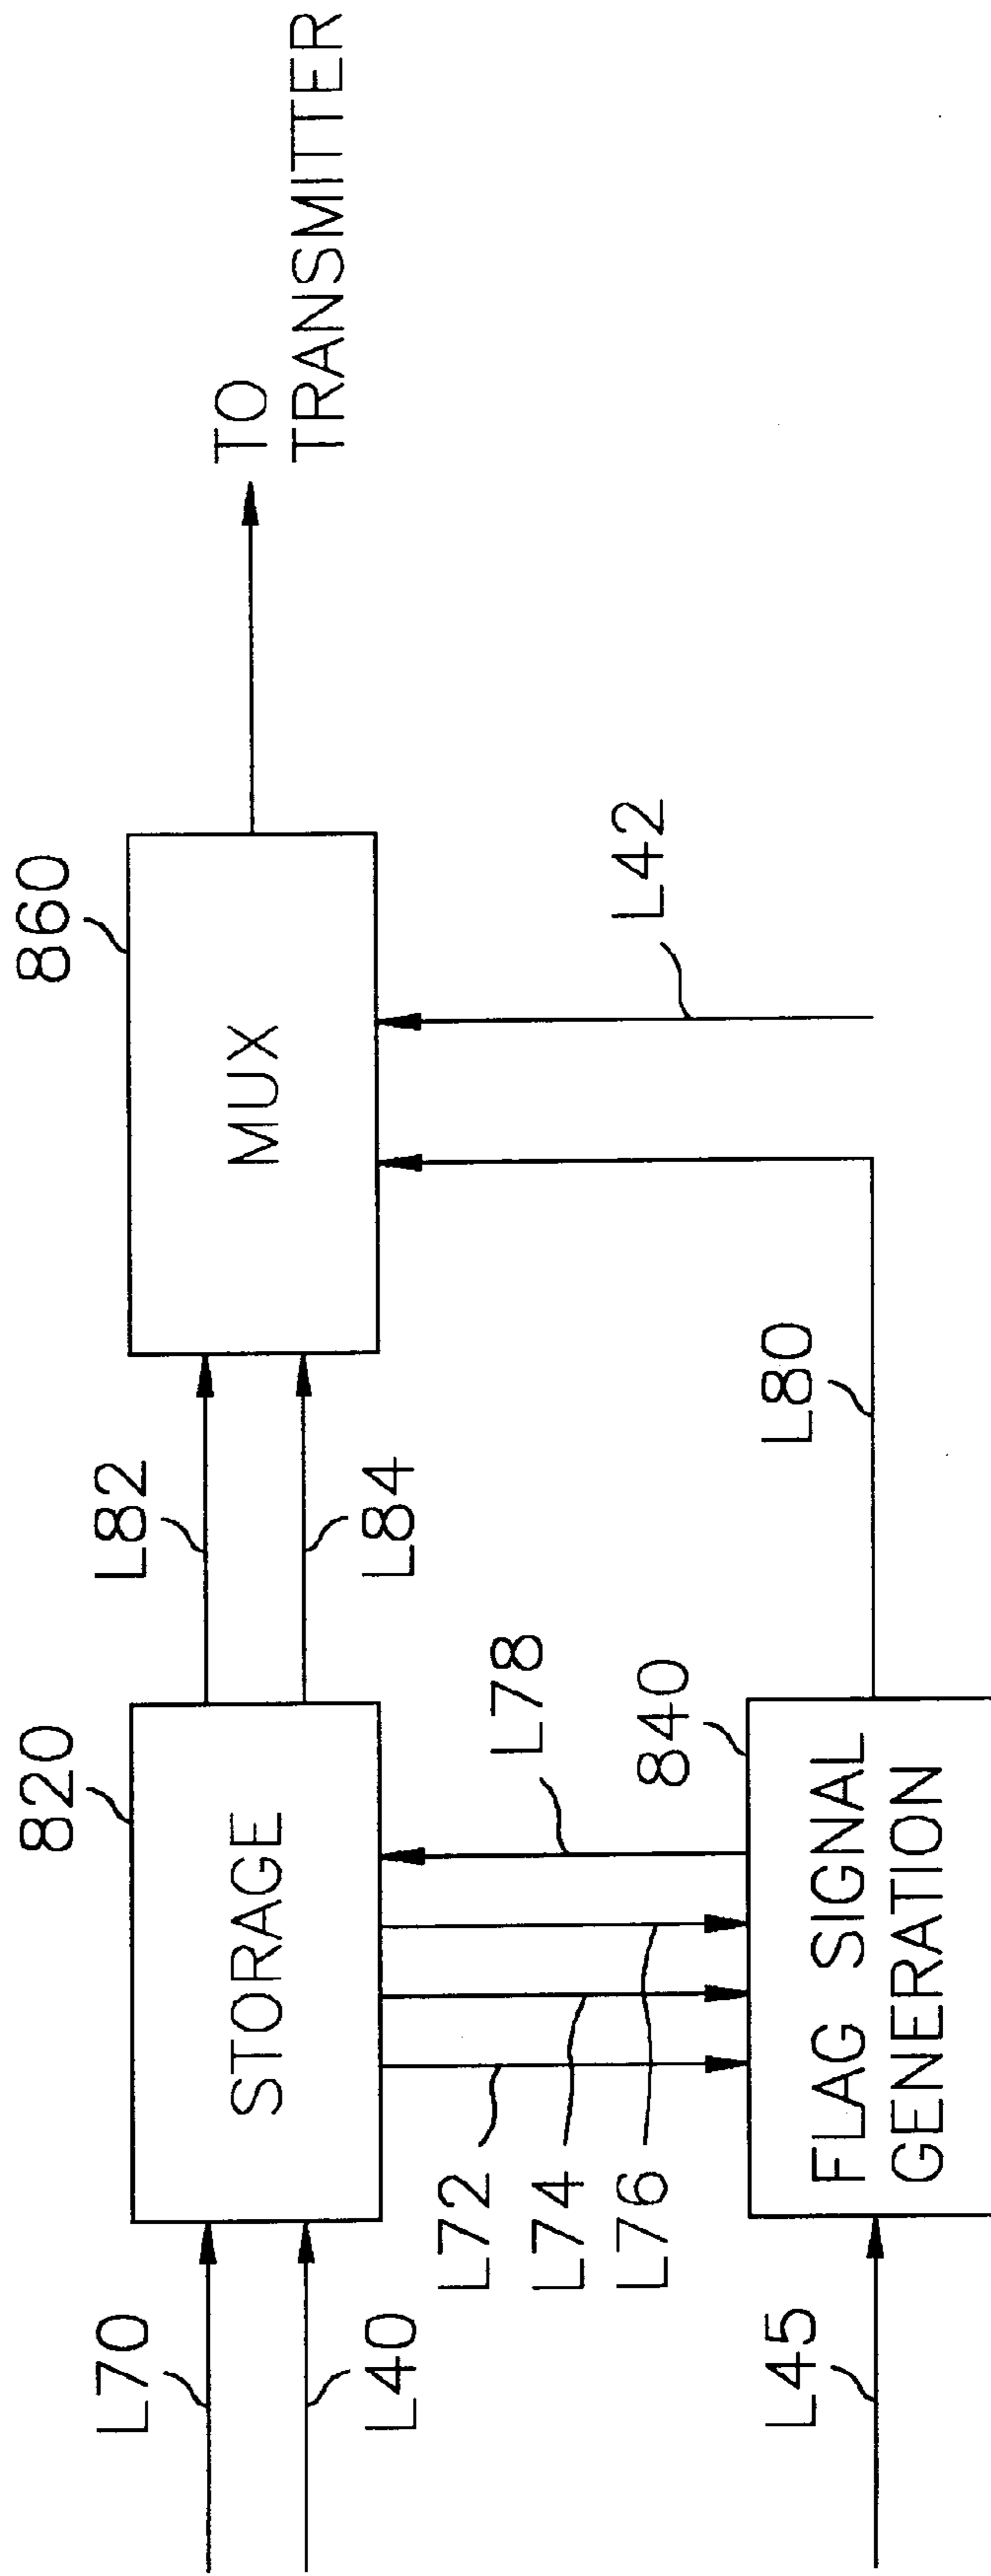 820
860
L70
L82
STORAGE
MUX
TO
TRANSMITTER
L40
L84
L72
L74
L76
L78
L42
840
L45
FLAG SIGNAL
GENERATION
L80